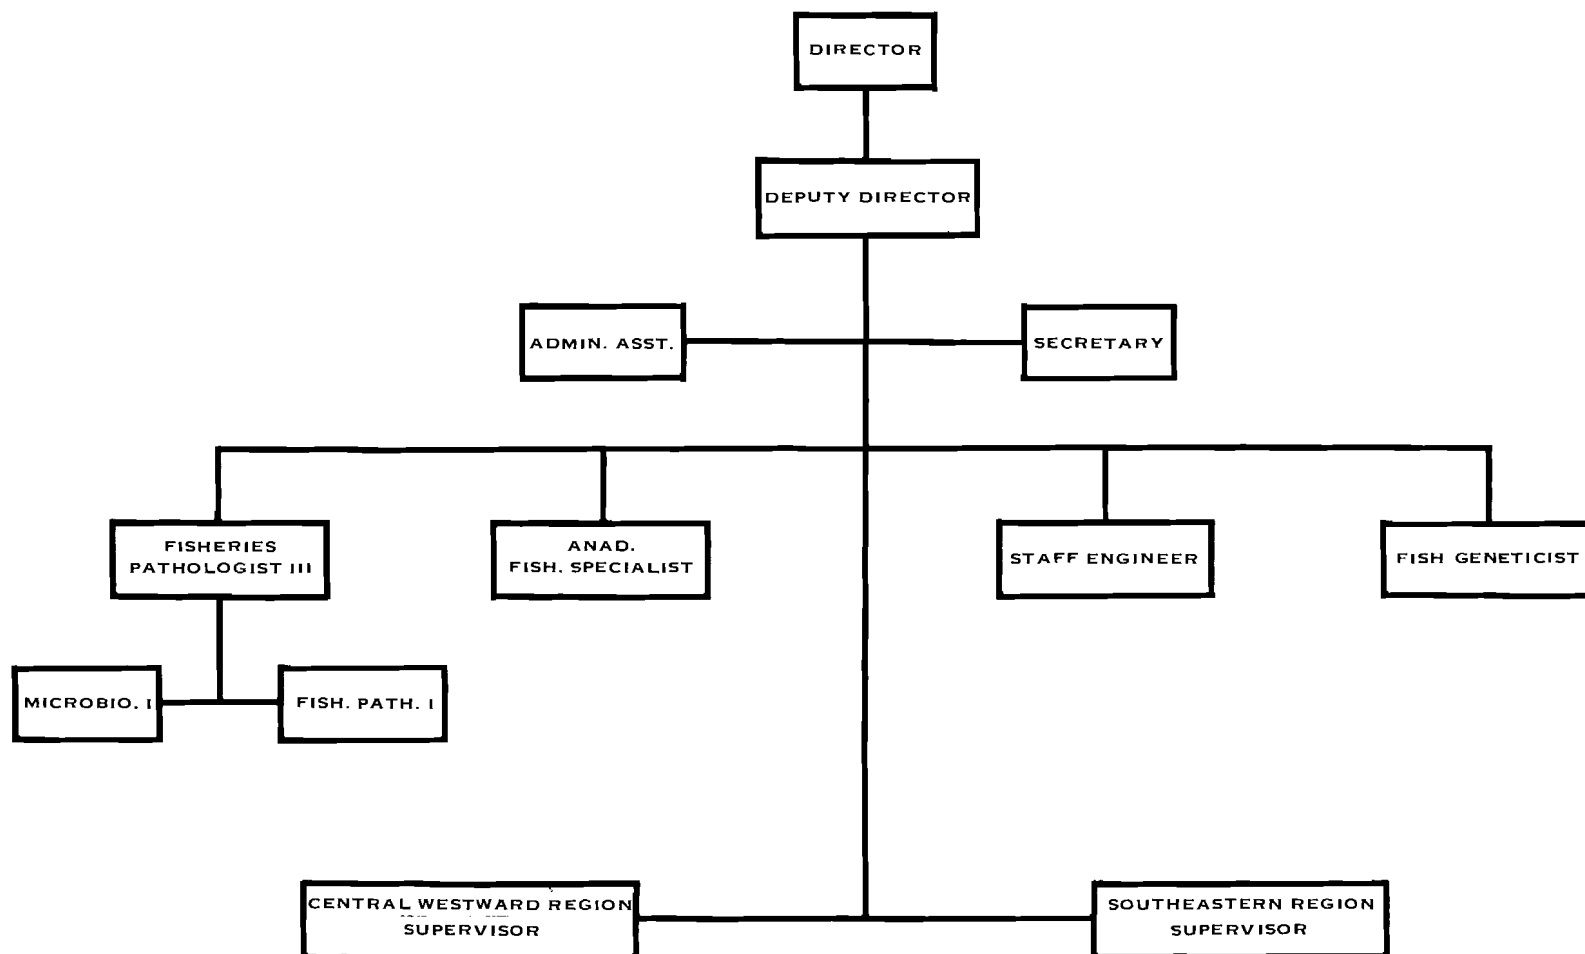 DIRECTOR
DEPUTY DIRECTOR
ADMIN. ASST.
SECRETARY
FISHERIES
PATHOLOGIST III
ANAD.
FISH. SPECIALIST
STAFF ENGINEER
FISH GENETICIST
MICROBIO. I
FISH. PATH. I
CENTRAL WESTWARD REGION
SUPERVISOR
SOUTHEASTERN REGION
SUPERVISOR